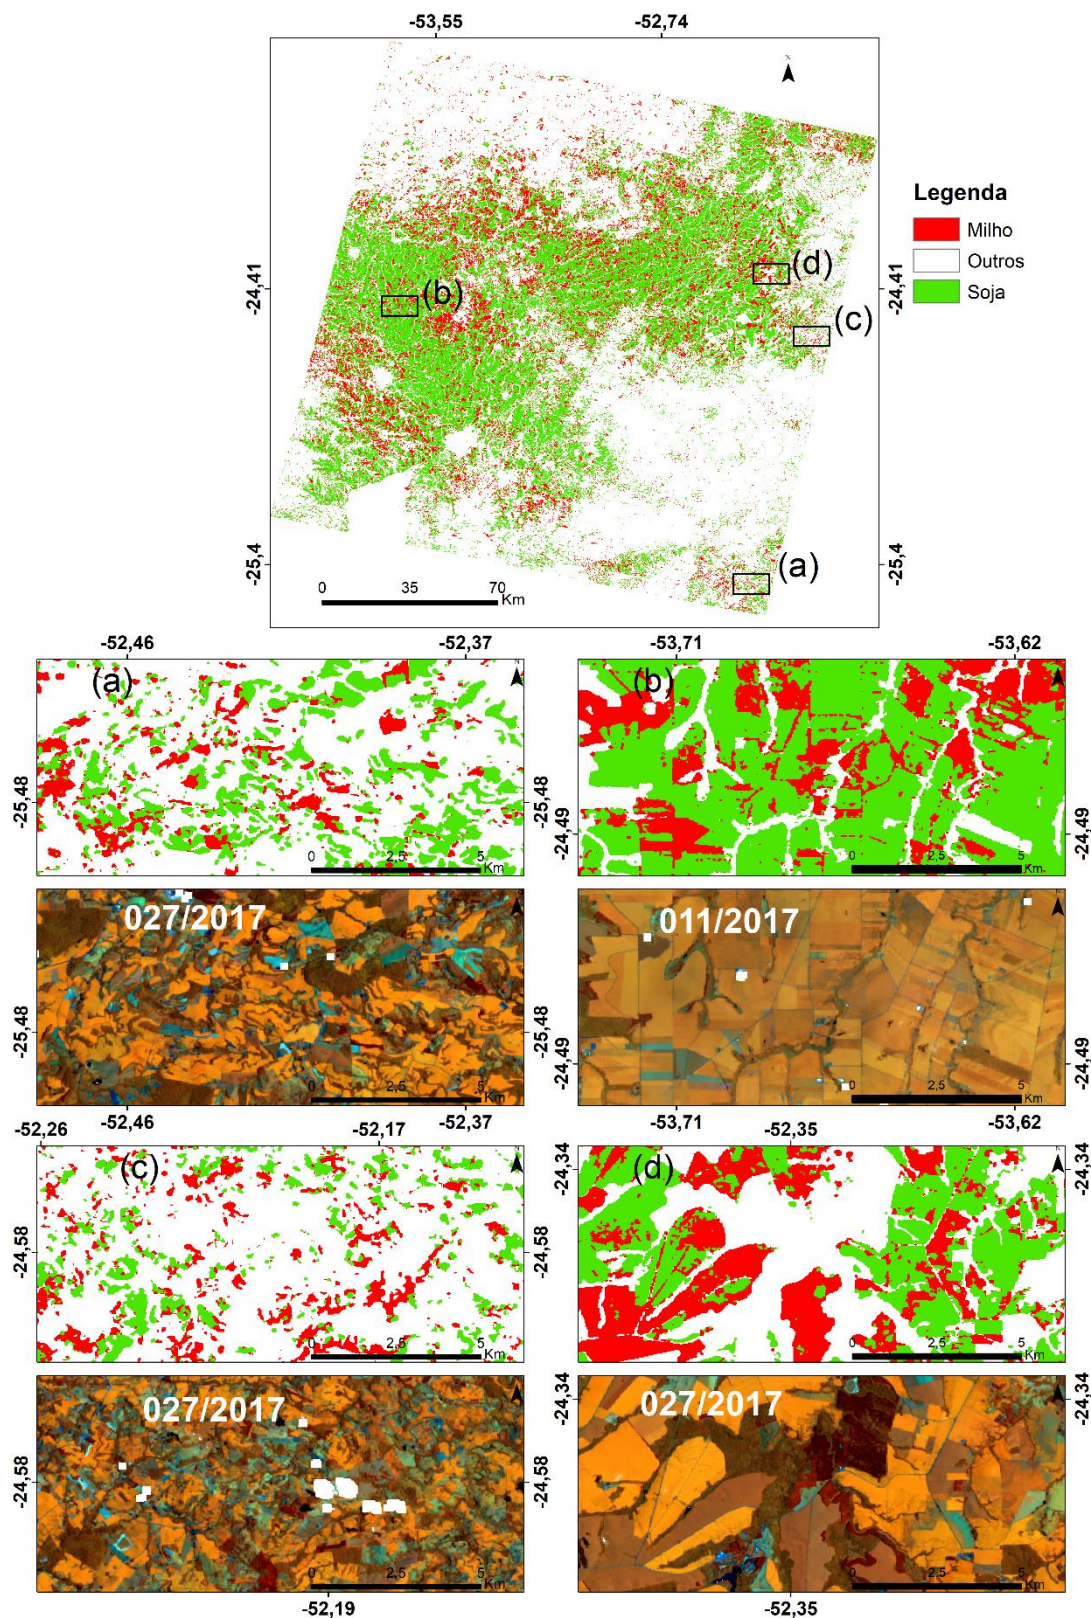 -53,55
-52,74
N
Legenda
Milho
Outros
Soja
-24,41
-24,41
(b)
(d)
(c)
(a)
-25,4
-25,4
0 35 70
Km
-52,46
-52,37
-53,71
-53,62
(a)
N
(b)
-25,48
-25,48
-24,49
-24,49
0 2,5 5
Km
0 2,5 5
Km
027/2017
011/2017
-25,48
-25,48
-24,49
-24,49
0 2,5 5
Km
0 2,5 5
Km
-52,26
-52,46
-52,17
-52,37
-53,71
-52,35
-53,62
(c)
(d)
-24,34
-24,34
-24,58
-24,58
0 2,5 5
Km
0 2,5 5
Km
027/2017
027/2017
-24,34
-24,34
-24,58
-24,58
0 2,5 5
Km
0 2,5 5
Km
-52,19
-52,35